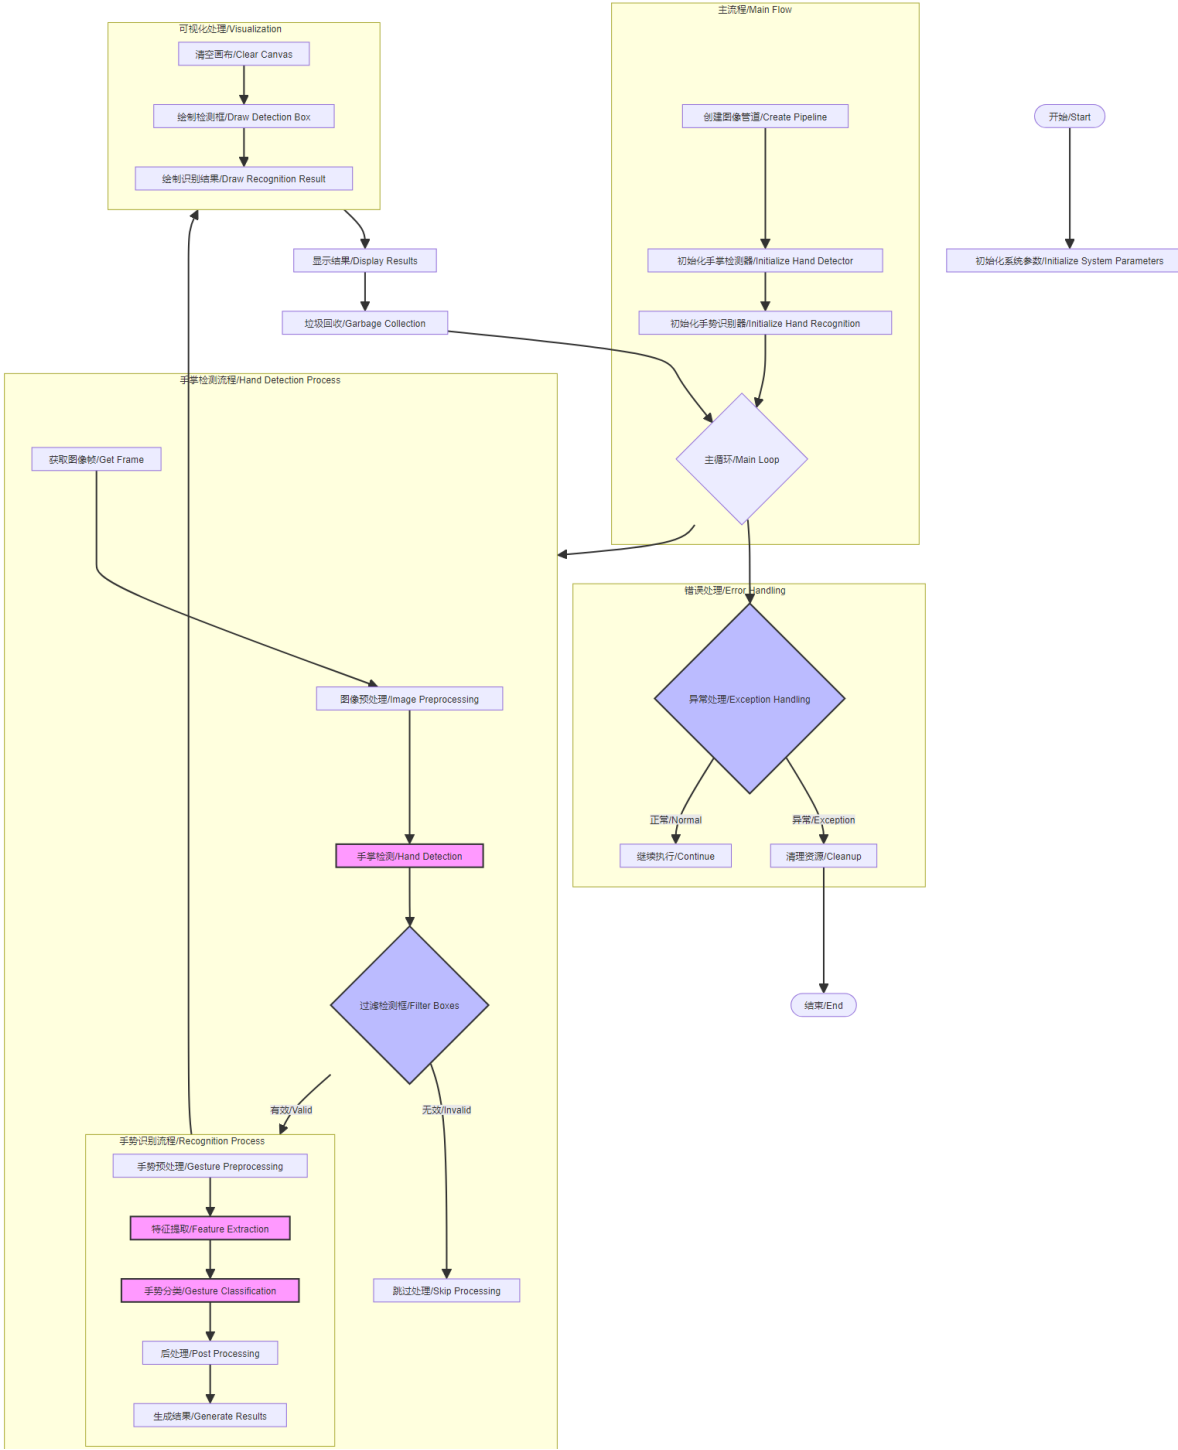 可视化处理/Visualization
清空画布/Clear Canvas
绘制检测框/Draw Detection Box
绘制识别结果/Draw Recognition Result
显示结果/Display Results
垃圾回收/Garbage Collection
主流程/Main Flow
创建图像管道/Create Pipeline
初始化手掌检测器/Initialize Hand Detector
初始化手势识别器/Initialize Hand Recognition
主循环/Main Loop
开始/Start
初始化系统参数/Initialize System Parameters
手掌检测流程/Hand Detection Process
获取图像帧/Get Frame
图像预处理/Image Preprocessing
手掌检测/Hand Detection
过滤检测框/Filter Boxes
有效/Valid
无效/Invalid
手势识别流程/Recognition Process
手势预处理/Gesture Preprocessing
特征提取/Feature Extraction
手势分类/Gesture Classification
后处理/Post Processing
生成结果/Generate Results
跳过处理/Skip Processing
错误处理/Error Handling
异常处理/Exception Handling
正常/Normal
异常/Exception
继续执行/Continue
清理资源/Cleanup
结束/End